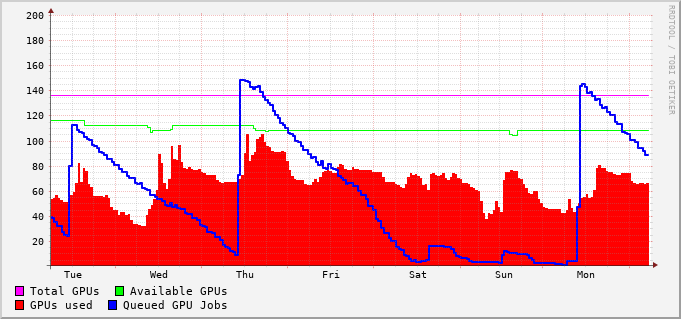 200
180
160
140
120
100
80
60
40
20
Tue Wed Thu Fri Sat Sun Mon
Total GPUs Available GPUs
GPUs used Queued GPU Jobs
RRDTOOL / TOBI OETIKER